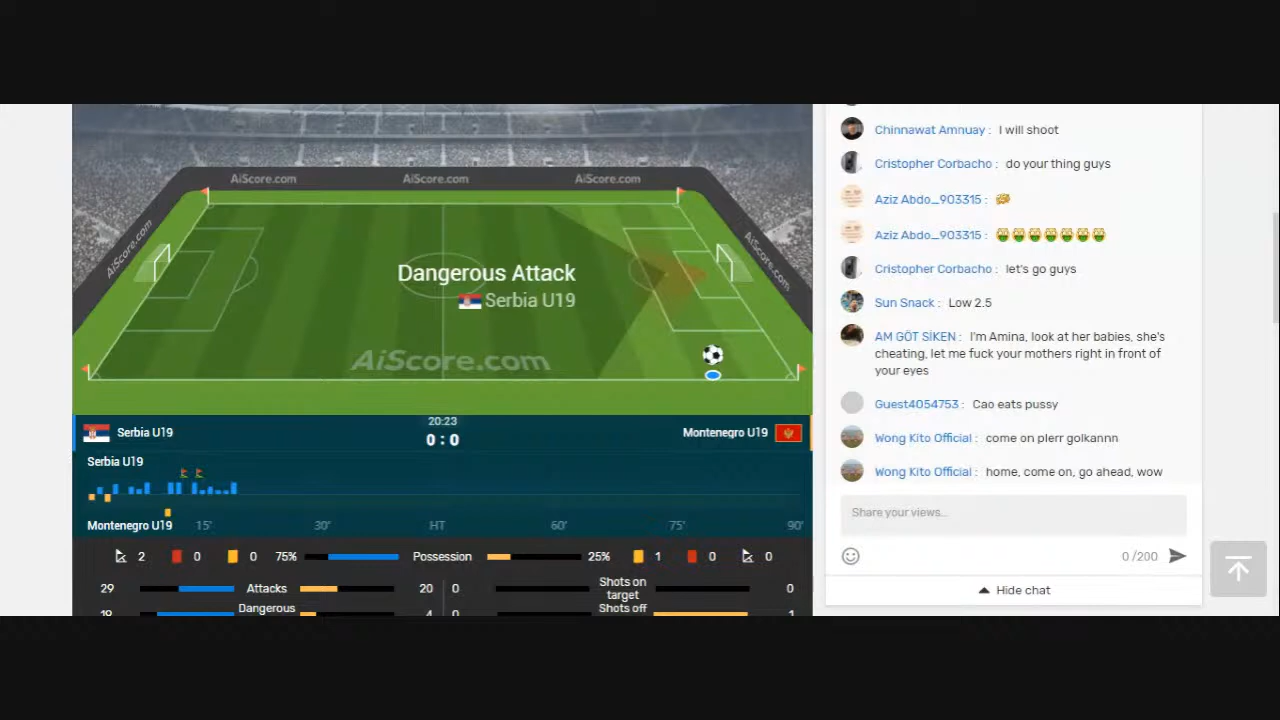 AiScore.com
AiScore.com
AiScore.com
AiScore.com
AiScore.com
Dangerous Attack
Serbia U19
AiScore.com
20:23
Serbia U19
0 : 0
Montenegro U19
Serbia U19
Montenegro U19
15'
30'
HT
60'
75'
90'
2
0
0
75%
Possession
25%
1
0
0
29
Attacks
20
0
Shots on
target
0
Dangerous
4
0
Shots off
1
Chinnawat Amnuay : I will shoot
Cristopher Corbacho : do your thing guys
Aziz Abdo_903315 :
Aziz Abdo_903315 :
Cristopher Corbacho : let's go guys
Sun Snack : Low 2.5
AM GÖT SİKEN : I'm Amina, look at her babies, she's
cheating, let me fuck your mothers right in front of
your eyes
Guest4054753 : Cao eats pussy
Wong Kito Official : come on plerr golkannn
Wong Kito Official : home, come on, go ahead, wow
Share your views...
0 /200
Hide chat